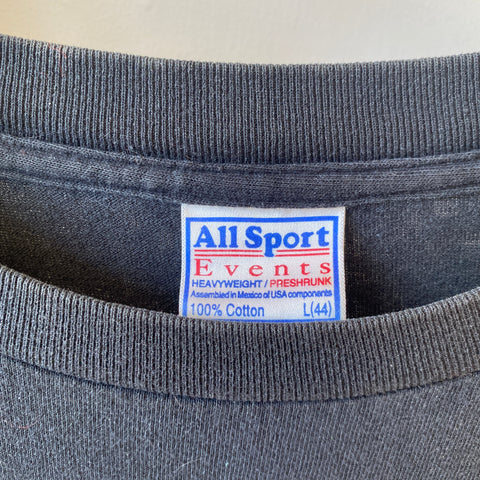 All Sport
Events
HEAVYWEIGHT / PRESHRUNK
Assembled in Mexico of USA components
100% Cotton L(44)